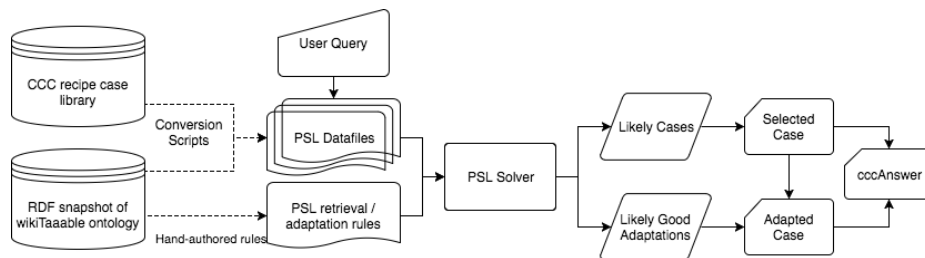 User Query
CCC recipe case
library
Conversion
Scripts
PSL Datafiles
Likely Cases
Selected
Case
PSL Solver
cccAnswer
RDF snapshot of
wikiTaaable ontology
PSL retrieval /
adaptation rules
Hand-authored rules
Likely Good
Adaptations
Adapted
Case